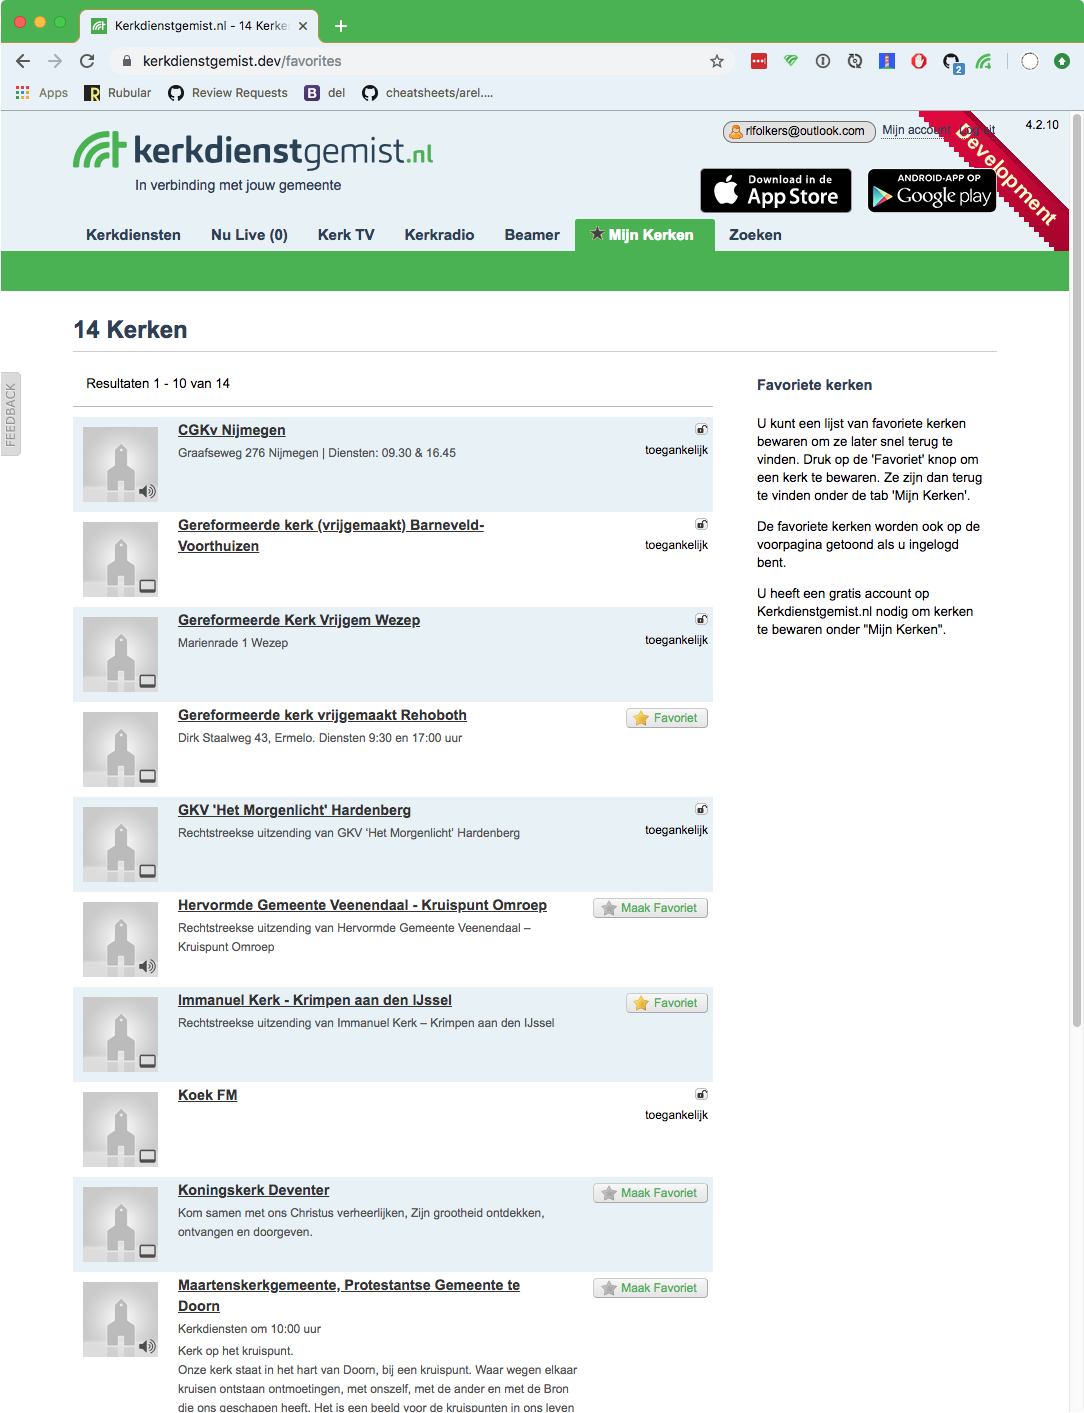 Kerkdienstgemist.nl - 14 Kerke
kerkdienstgemist.dev/favorites
2
Apps
R Rubular
Review Requests
B del
cheatsheets/arel....
kerkdienstgemist.nl
In verbinding met jouw gemeente
rlfolkers@outlook.com
Mijn account
Log uit
4.2.10
Development
Download in de
App Store
ANDROID-APP OP
Google play
Kerkdiensten
Nu Live (0)
Kerk TV
Kerkradio
Beamer
Mijn Kerken
Zoeken
14 Kerken
FEEDBACK
Resultaten 1 - 10 van 14
CGKv Nijmegen
Graafseweg 276 Nijmegen | Diensten: 09.30 & 16.45
toegankelijk
Gereformeerde kerk (vrijgemaakt) Barneveld-
Voorthuizen
toegankelijk
Gereformeerde Kerk Vrijgem Wezep
Marienrade 1 Wezep
toegankelijk
Gereformeerde kerk vrijgemaakt Rehoboth
Dirk Staalweg 43, Ermelo. Diensten 9:30 en 17:00 uur
Favoriet
GKV 'Het Morgenlicht' Hardenberg
Rechtstreekse uitzending van GKV 'Het Morgenlicht' Hardenberg
toegankelijk
Hervormde Gemeente Veenendaal - Kruispunt Omroep
Rechtstreekse uitzending van Hervormde Gemeente Veenendaal –
Kruispunt Omroep
Maak Favoriet
Immanuel Kerk - Krimpen aan den IJssel
Rechtstreekse uitzending van Immanuel Kerk – Krimpen aan den IJssel
Favoriet
Koek FM
toegankelijk
Koningskerk Deventer
Kom samen met ons Christus verheerlijken, Zijn grootheid ontdekken,
ontvangen en doorgeven.
Maak Favoriet
Maartenskerkgemeente, Protestantse Gemeente te
Doorn
Kerkdiensten om 10:00 uur
Kerk op het kruispunt.
Onze kerk staat in het hart van Doorn, bij een kruispunt. Waar wegen elkaar
kruisen ontstaan ontmoetingen, met onszelf, met de ander en met de Bron
die ons geschapen heeft. Het is een beeld voor de kruispunten in ons leven
Maak Favoriet
Favoriete kerken
U kunt een lijst van favoriete kerken
bewaren om ze later snel terug te
vinden. Druk op de 'Favoriet' knop om
een kerk te bewaren. Ze zijn dan terug
te vinden onder de tab 'Mijn Kerken'.
De favoriete kerken worden ook op de
voorpagina getoond als u ingelogd
bent.
U heeft een gratis account op
Kerkdienstgemist.nl nodig om kerken
te bewaren onder "Mijn Kerken".